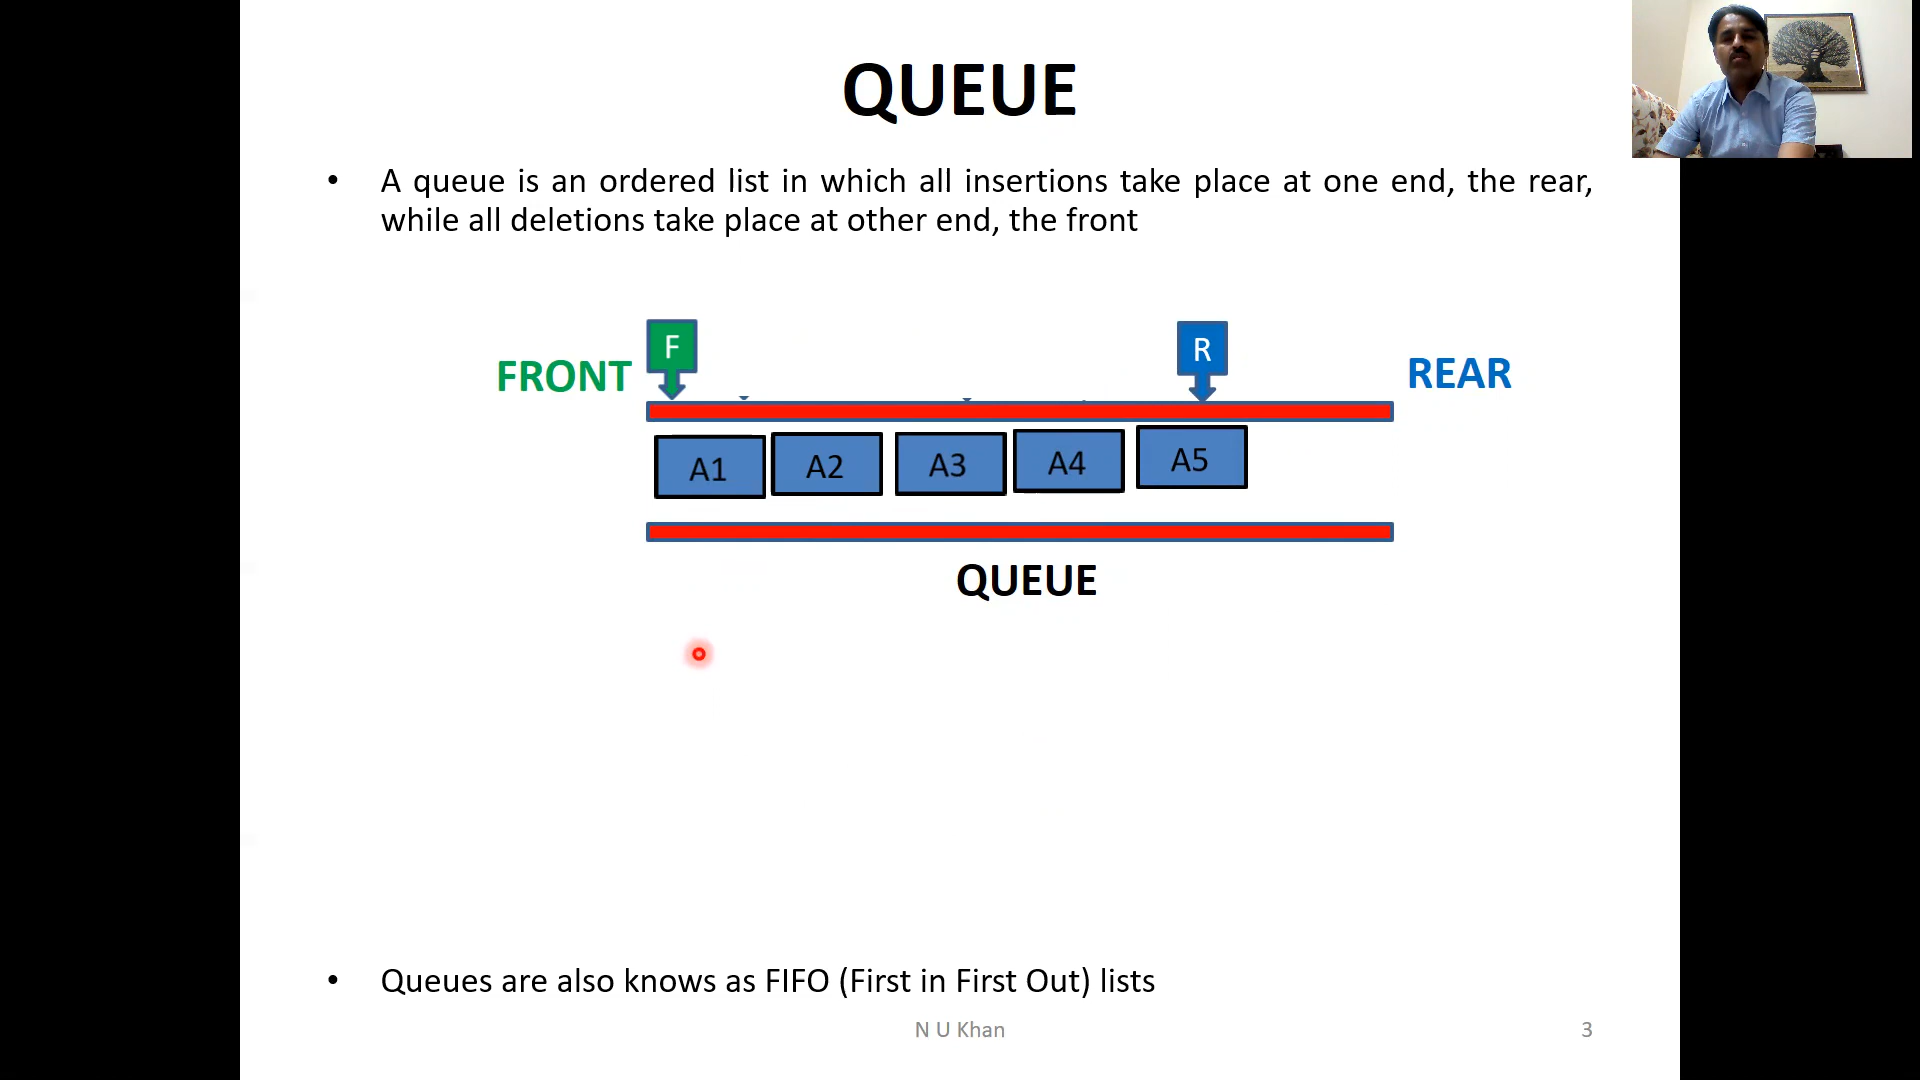 QUEUE
• A queue is an ordered list in which all insertions take place at one end, the rear,
while all deletions take place at other end, the front
F
R
FRONT
REAR
A1 A2 A3 A4 A5
QUEUE
• Queues are also knows as FIFO (First in First Out) lists
N U Khan
3